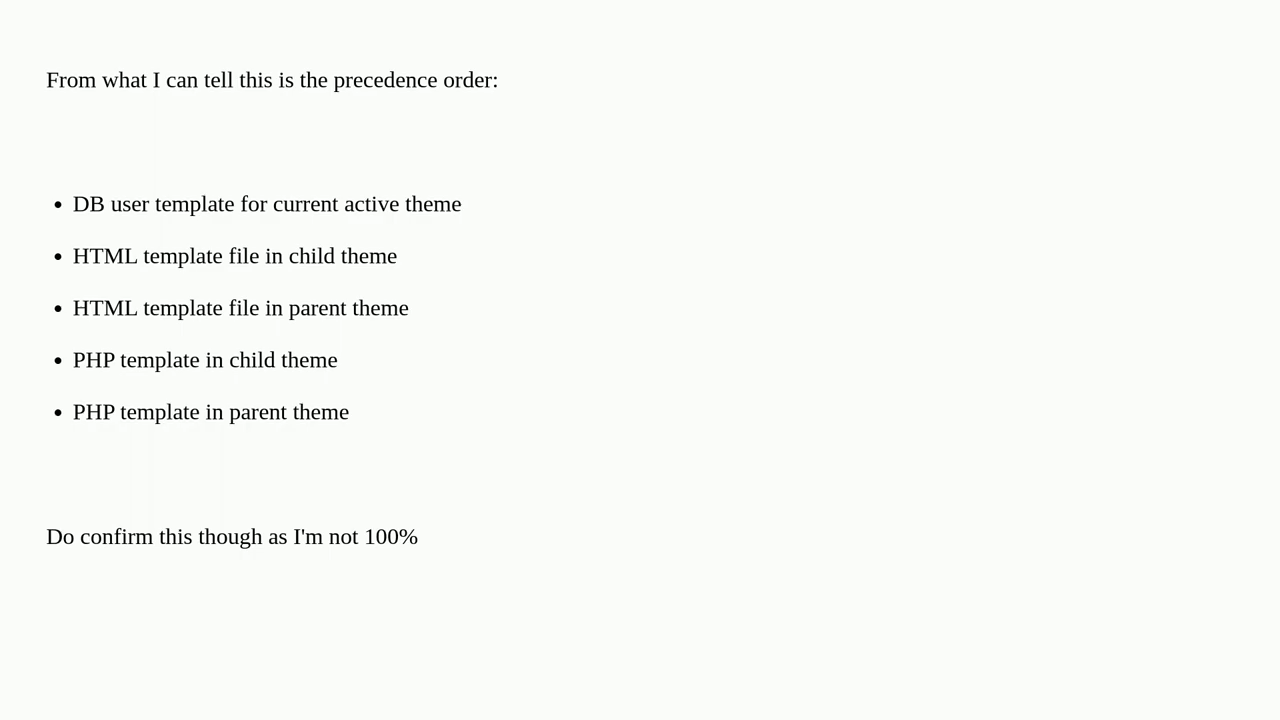 From what I can tell this is the precedence order:
• DB user template for current active theme
• HTML template file in child theme
• HTML template file in parent theme
• PHP template in child theme
• PHP template in parent theme
Do confirm this though as I'm not 100%